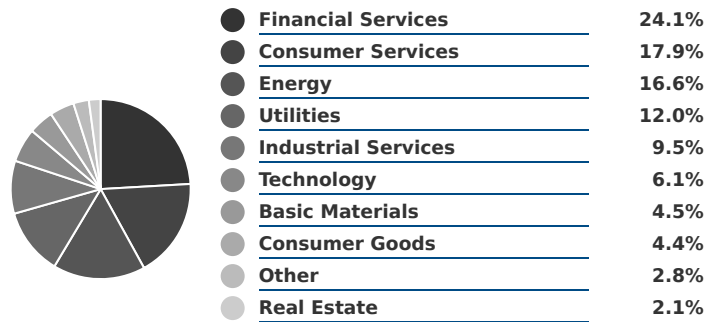 Financial Services 24.1%
Consumer Services 17.9%
Energy 16.6%
Utilities 12.0%
Industrial Services 9.5%
Technology 6.1%
Basic Materials 4.5%
Consumer Goods 4.4%
Other 2.8%
Real Estate 2.1%